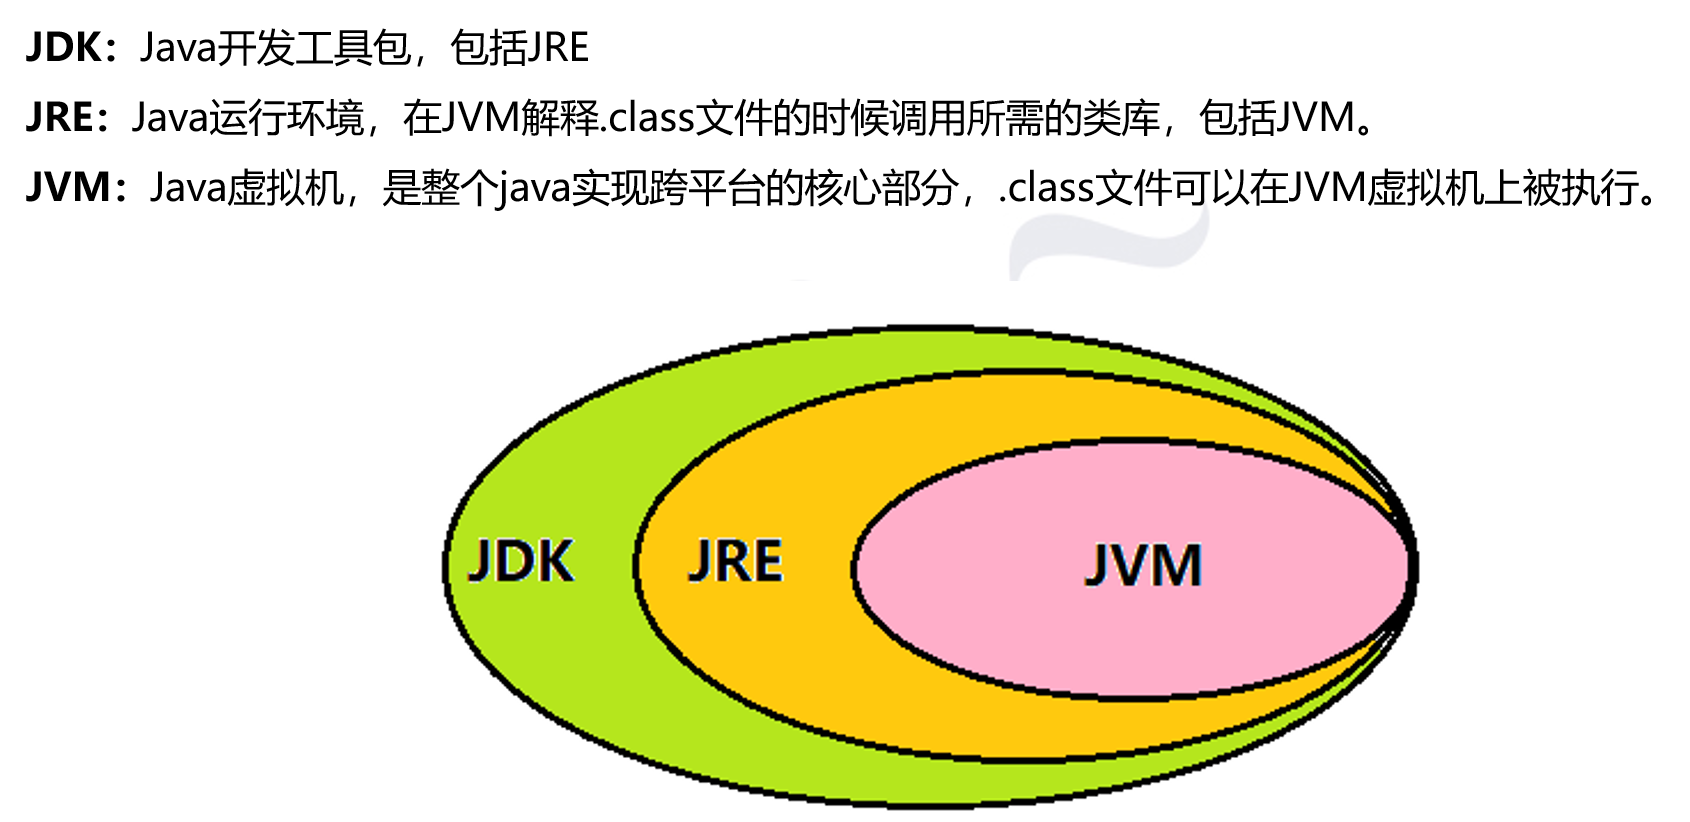 JDK：Java开发工具包，包括JRE
JRE：Java运行环境，在JVM解释.class文件的时候调用所需的类库，包括JVM。
JVM：Java虚拟机，是整个java实现跨平台的核心部分，.class文件可以在JVM虚拟机上被执行。
JDK
JRE
JVM